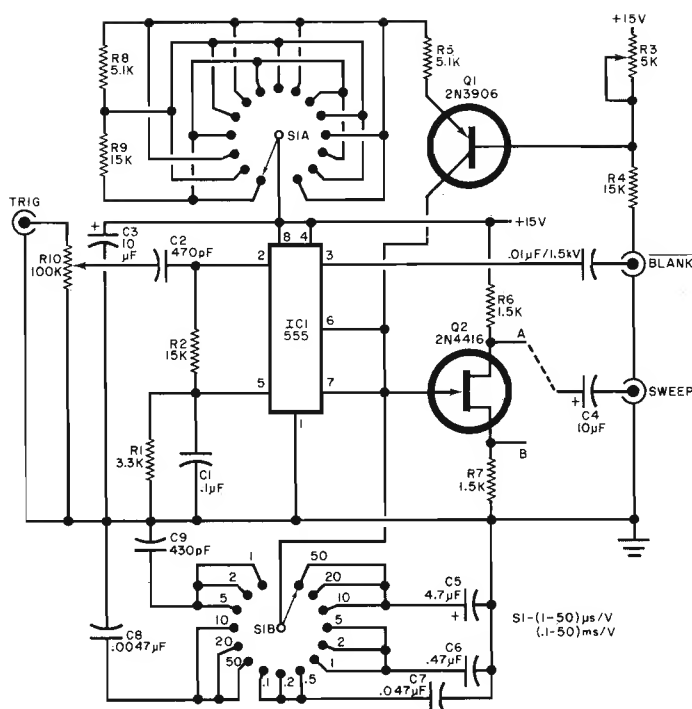 +15V
R8
5.1K
R5
5.1K
Q1
2N3906
R3
5K
R9
15K
S1A
R4
15K
TRIG
+
C3
10
µF
C2
470pF
+15V
R10
100K
2
8
4
3
.01µF/1.5kV
BLANK
R2
15K
IC1
555
6
R6
1.5K
Q2
2N4416
A
5
7
SWEEP
+
C4
10µF
1
R1
3.3K
C1
.1µF
B
R7
1.5K
C9
430pF
1
50
2
20
5
10
C5
4.7µF
+
S1-(1-50)µs/V
(.1-50)ms/V
10
S1B
5
C8
.0047µF
20
2
C6
.47µF
50
1
.1
.2
.5
C7
.047µF